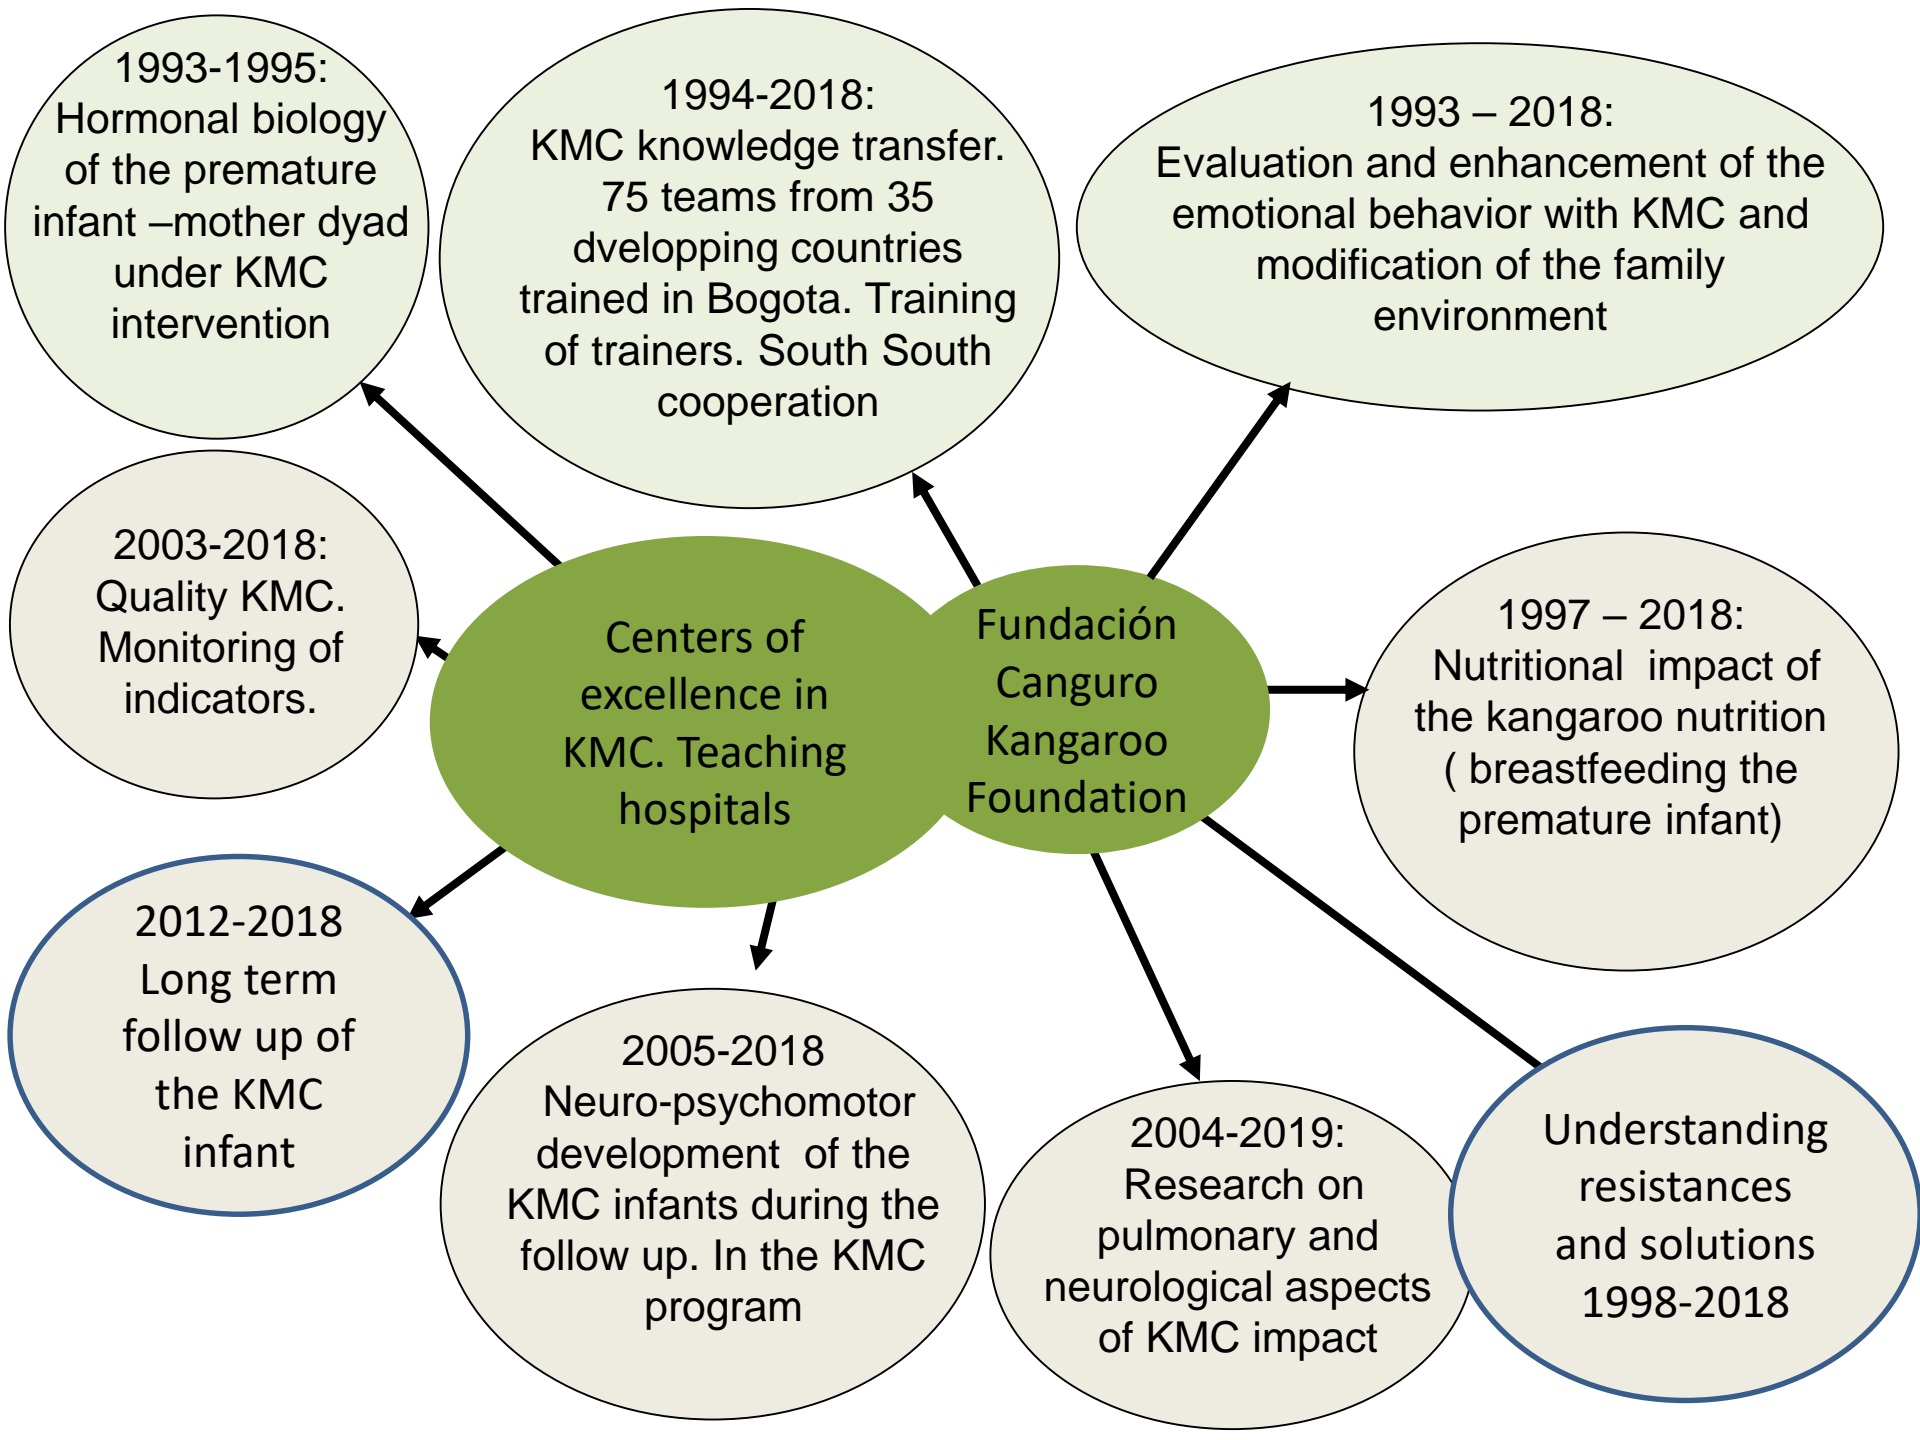 1993-1995:
Hormonal biology
of the premature
infant –mother dyad
under KMC
intervention
1994-2018:
KMC knowledge transfer.
75 teams from 35
dvelopping countries
trained in Bogota. Training
of trainers. South South
cooperation
1993 – 2018:
Evaluation and enhancement of the
emotional behavior with KMC and
modification of the family
environment
2003-2018:
Quality KMC.
Monitoring of
indicators.
Centers of
excellence in
KMC. Teaching
hospitals
Fundación
Canguro
Kangaroo
Foundation
1997 – 2018:
Nutritional  impact of
the kangaroo nutrition
( breastfeeding the
premature infant)
2012-2018
Long term
follow up of
the KMC
infant
2005-2018
Neuro-psychomotor
development  of the
KMC infants during the
follow up. In the KMC
program
2004-2019:
Research on
pulmonary and
neurological aspects
of KMC impact
Understanding
resistances
and solutions
1998-2018